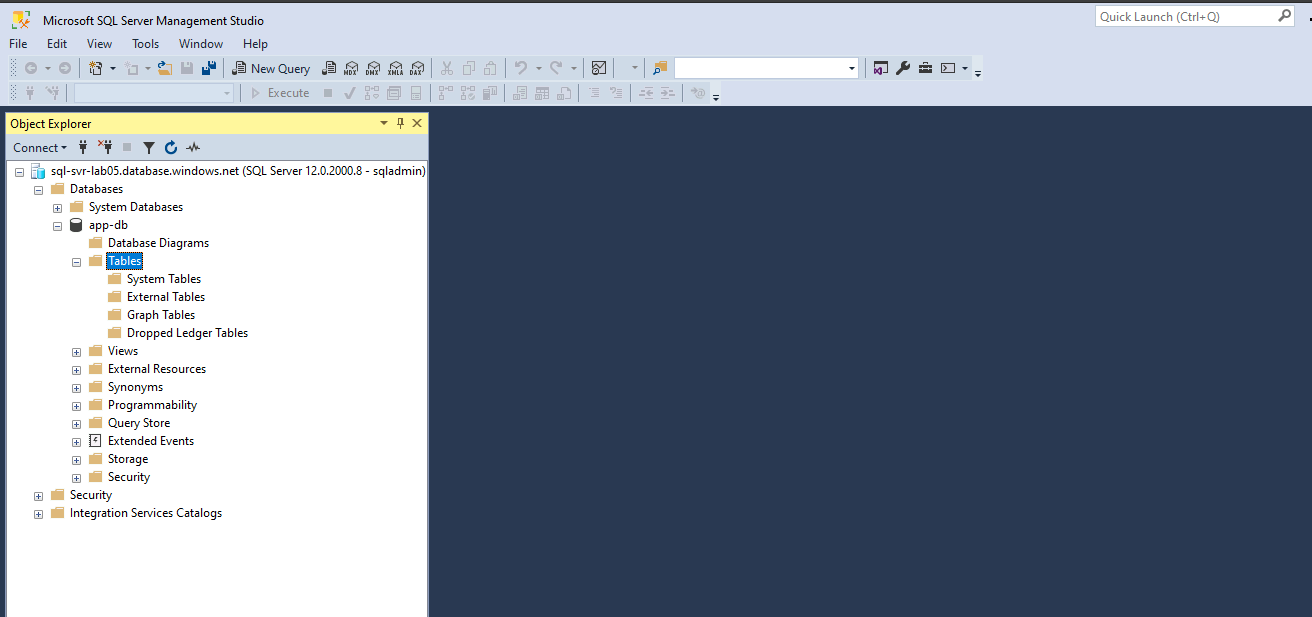 Microsoft SQL Server Management Studio
Quick Launch (Ctrl+Q)
File Edit View Tools Window Help
New Query MDX DMX XMLA DAX
Execute
Object Explorer
Connect
sql-svr-lab05.database.windows.net (SQL Server 12.0.2000.8 - sqladmin)
Databases
System Databases
app-db
Database Diagrams
Tables
System Tables
External Tables
Graph Tables
Dropped Ledger Tables
Views
External Resources
Synonyms
Programmability
Query Store
Extended Events
Storage
Security
Security
Integration Services Catalogs